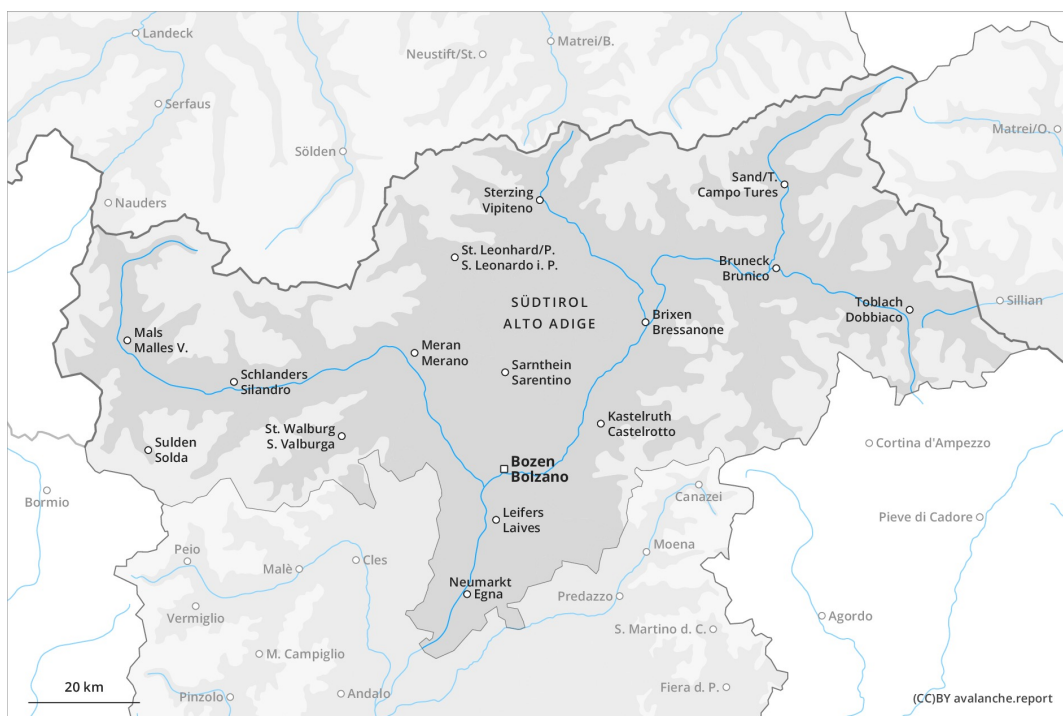 Landeck
Neustift/St.
Matrei/B.
Serfaus
Sölden
Matrei/O.
Nauders
Sterzing
Vipiteno
Sand/T.
Campo Tures
St. Leonhard/P.
S. Leonardo i. P.
Bruneck
Brunico
SÜDTIROL
ALTO ADIGE
Toblach
Dobbiaco
Sillian
Brixen
Bressanone
Mals
Malles V.
Meran
Merano
Sarnthein
Sarentino
Schlanders
Silandro
St. Walburg
S. Valburga
Kastelruth
Castelrotto
Sulden
Solda
Cortina d'Ampezzo
Bozen
Bolzano
Bormio
Canazei
Leifers
Laives
Pieve di Cadore
Peio
Malè
Cles
Moena
Neumarkt
Egna
Predazzo
Vermiglio
Agordo
S. Martino d. C.
M. Campiglio
20 km
Pinzolo
Andalo
Fiera d. P.
(CC)BY avalanche.report